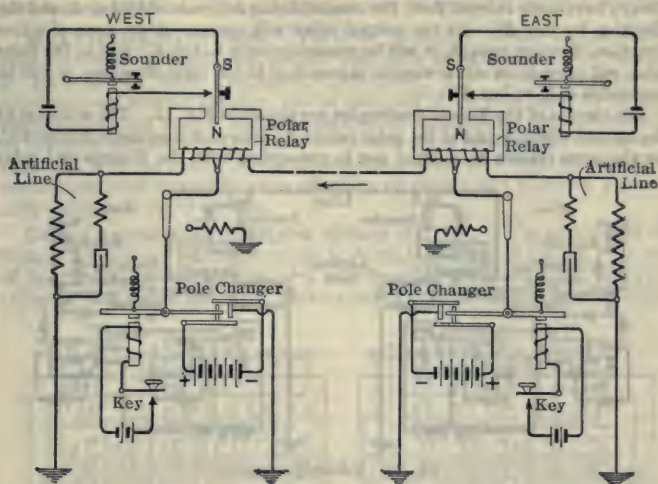 WEST
EAST
Sounder
Sounder
S
S
N
N
Polar
Relay
Polar
Relay
Artificial
Line
Artificial
Line
Pole Changer
Pole Changer
+ -
- +
Key
Key